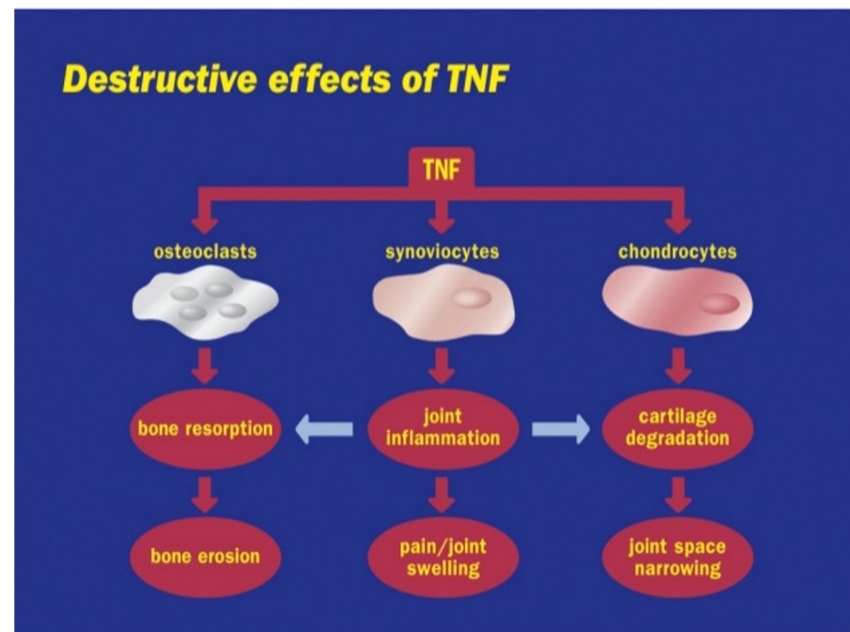 Destructive effects of TNF
TNF
osteoclasts
synoviocytes
chondrocytes
bone resorption
joint
inflammation
cartilage
degradation
bone erosion
pain/joint
swelling
joint space
narrowing